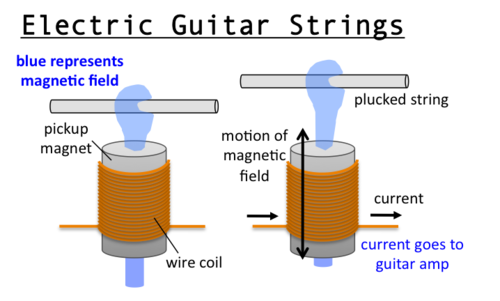 Electric Guitar Strings
blue represents
magnetic field
pickup
magnet
wire coil
plucked string
motion of
magnetic
field
current
current goes to
guitar amp